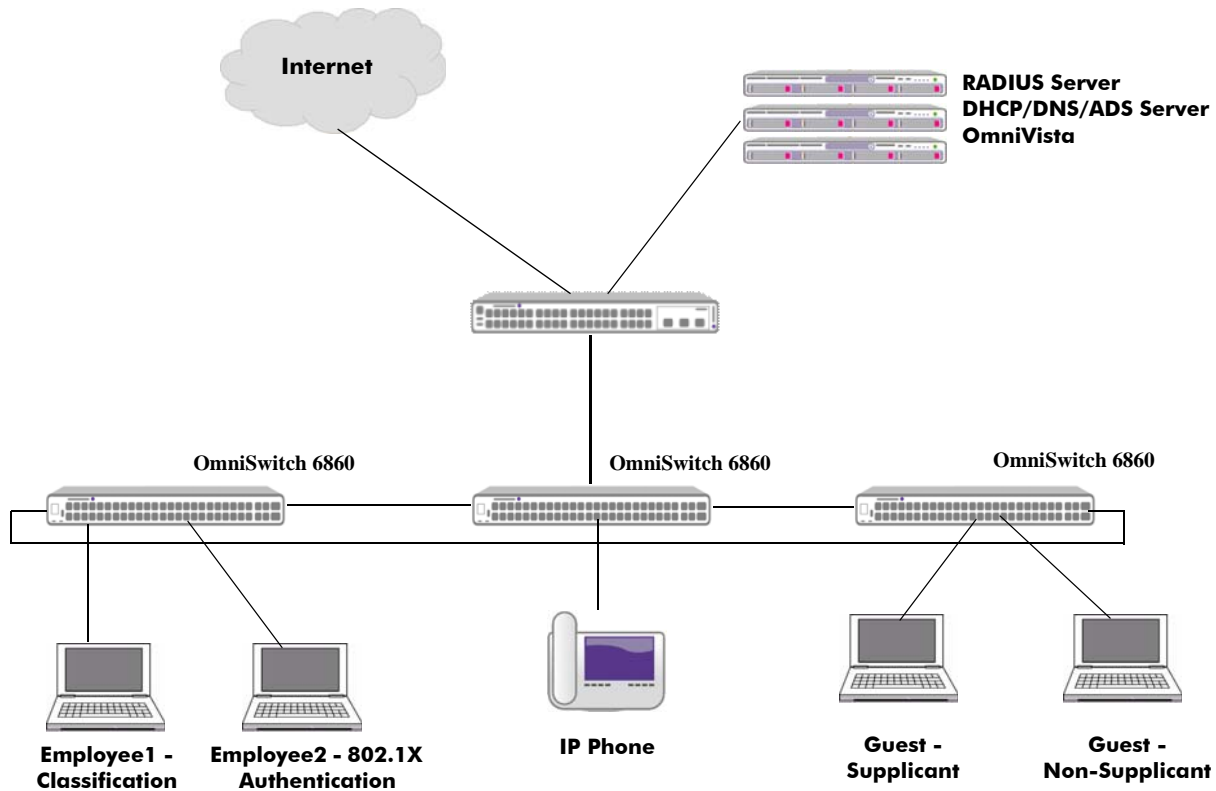 Internet
RADIUS Server
DHCP/DNS/ADS Server
OmniVista
OmniSwitch 6860
OmniSwitch 6860
OmniSwitch 6860
Employee1 -
Classification
Employee2 - 802.1X
Authentication
IP Phone
Guest -
Supplicant
Guest -
Non-Supplicant